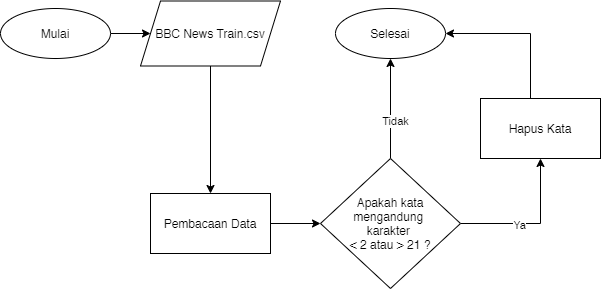 Mulai
BBC News Train.csv
Selesai
Tidak
Hapus Kata
Pembacaan Data
Apakah kata
mengandung
karakter
< 2 atau > 21 ?
Ya